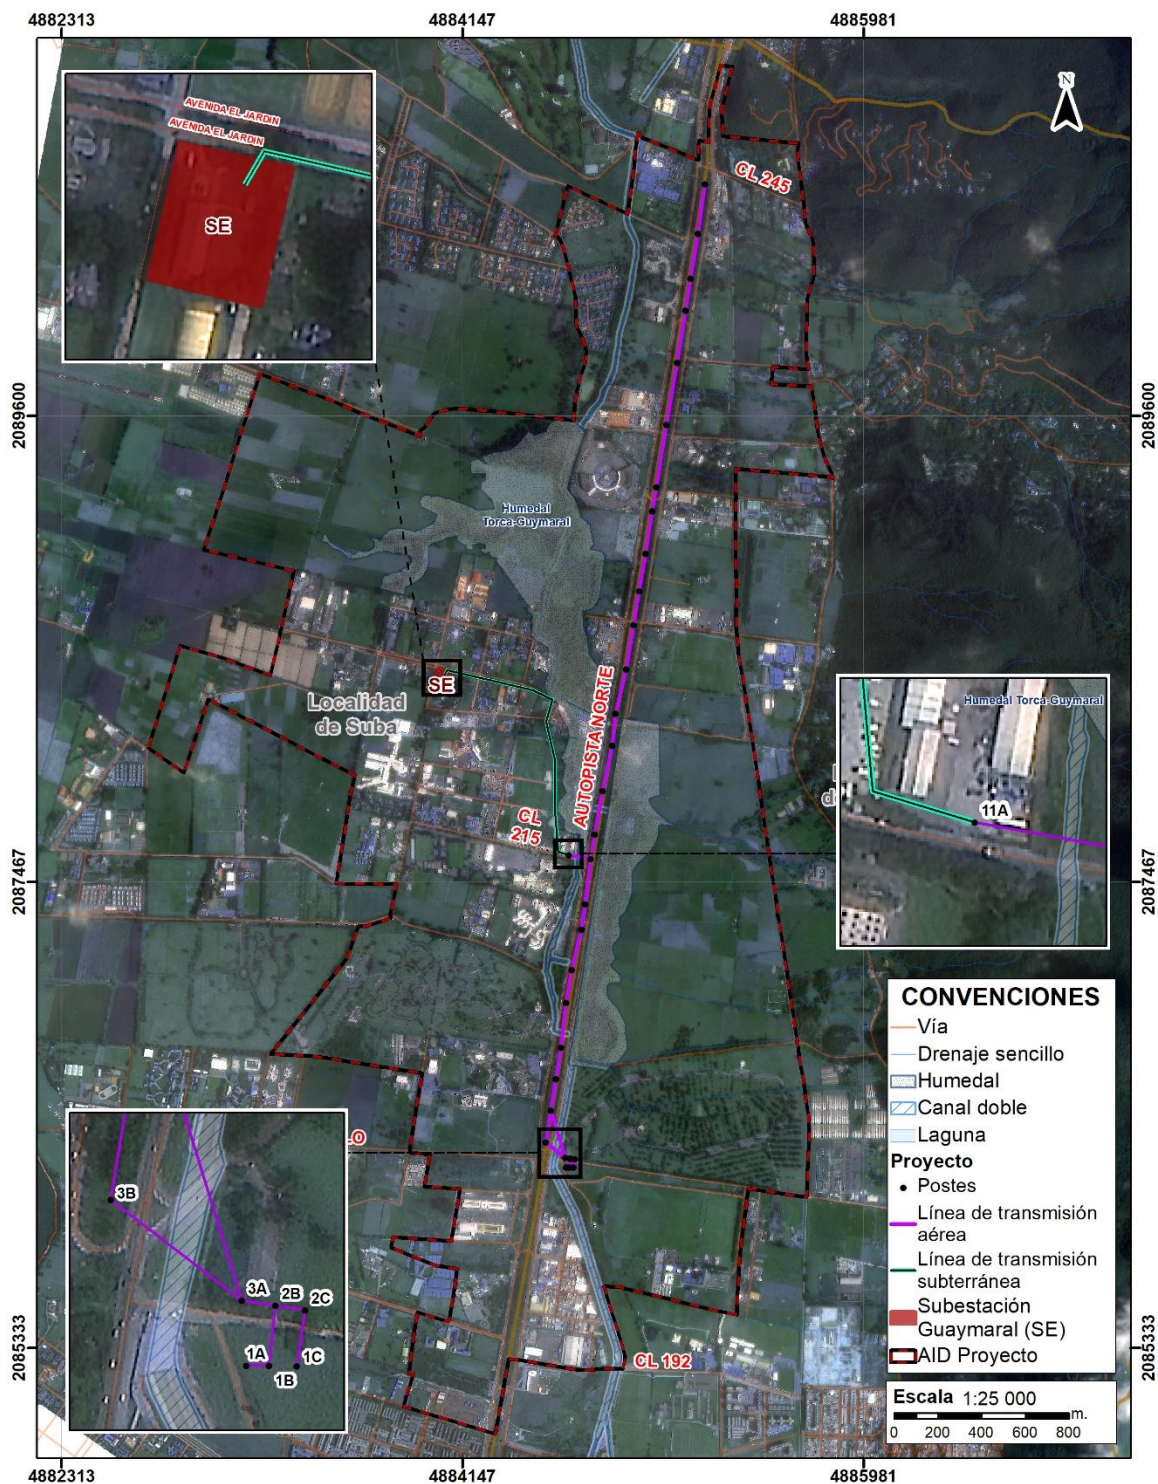 4882313
4884147
4885981
N
AVENIDA EL JARDIN
AVENIDA EL JARDIN
SE
CL 245
2089600
2089600
Humedal
Torca-Guymaral
SE
Localidad
de Suba
AUTOPISTA NORTE
CL
215
Humedal Torca-Guymaral
11A
2087467
2087467
LO
3B
3A
2B
2C
1A
1B
1C
CL 192
CONVENCIONES
Vía
Drenaje sencillo
Humedal
Canal doble
Laguna
Proyecto
Postes
Línea de transmisión
aérea
Línea de transmisión
subterránea
Subestación
Guaymaral (SE)
AID Proyecto
2085333
2085333
Escala 1:25 000
0 200 400 600 800 m.
4882313
4884147
4885981